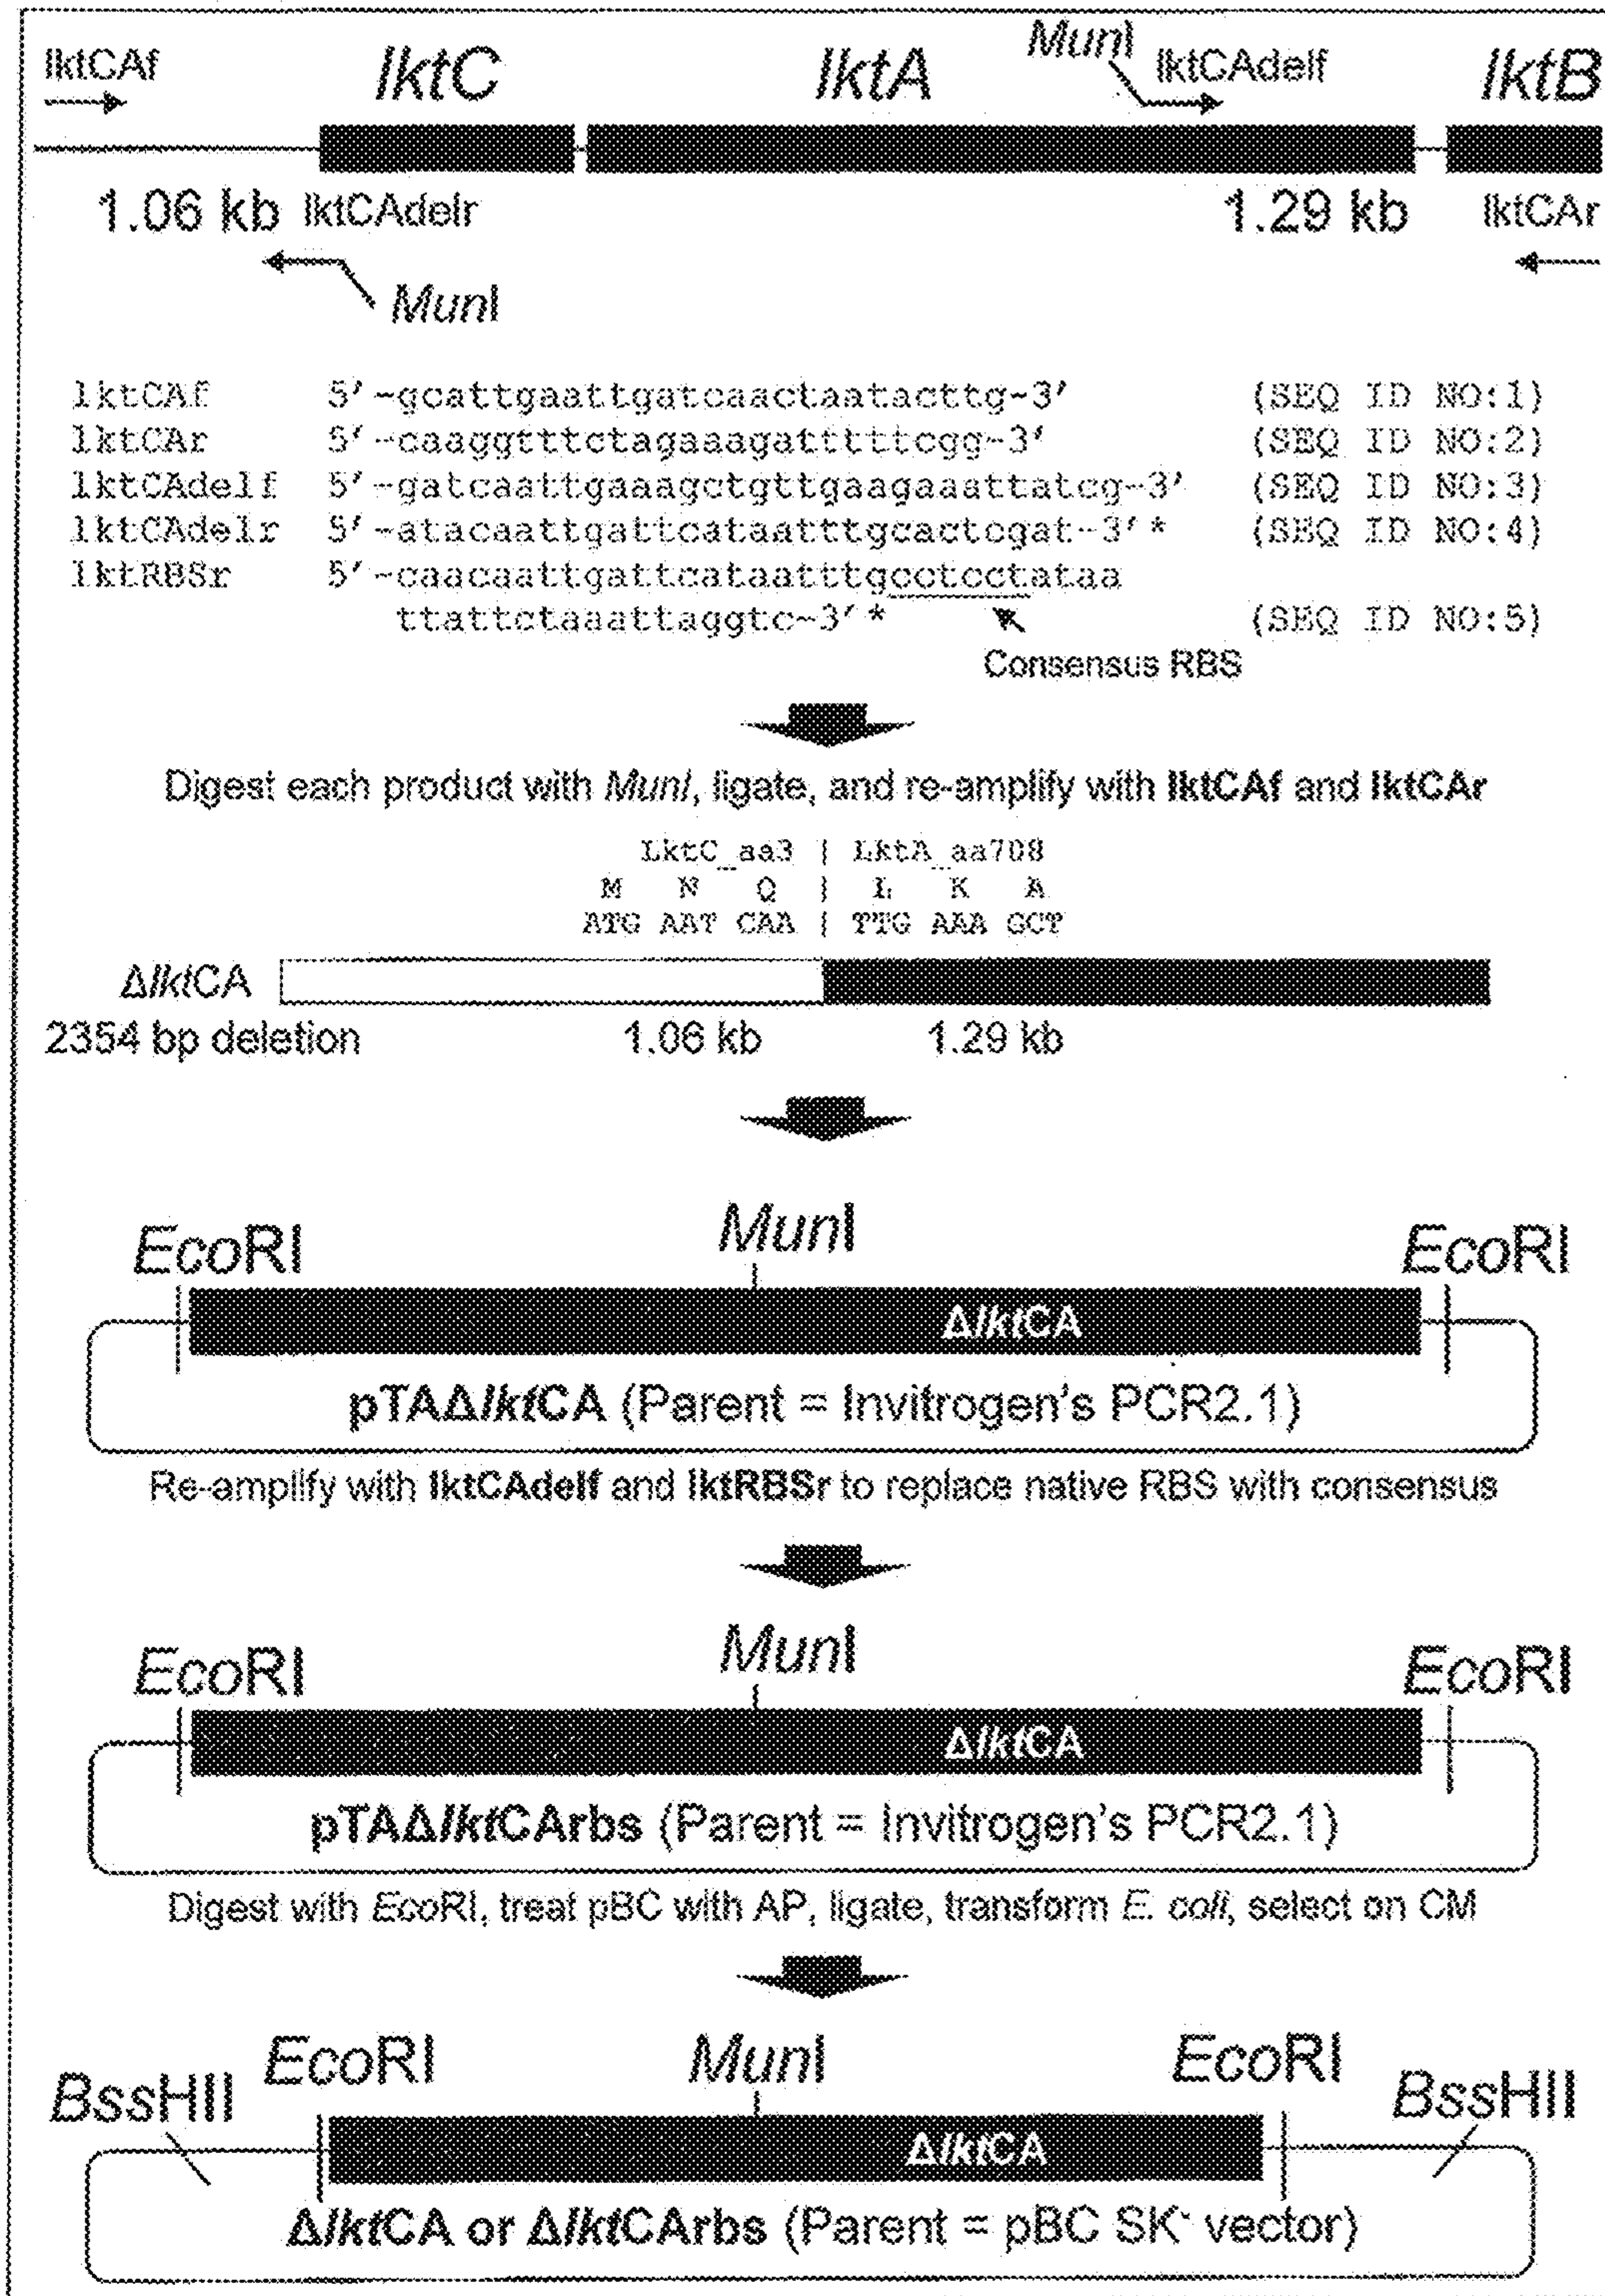 lktCAf lktC lktA MunI lktCAdelf lktB
1.06 kb lktCAdelr 1.29 kb lktCAr
MunI
lktCAf 5'-gcattgaattgatcaactaatacttg-3' (SEQ ID NO:1)
lktCAr 5'-caaggtttctagaaagatttttcgg-3' (SEQ ID NO:2)
lktCAdelf 5'-gatcaattgaaagctgttgaagaaattatcg-3' (SEQ ID NO:3)
lktCAdelr 5'-atacaattgattcataatttgcactcgat-3'* (SEQ ID NO:4)
lktRBSr 5'-caacaattgattcataatttgcctcctataa
ttattctaaattaggtc-3'* (SEQ ID NO:5)
Consensus RBS
Digest each product with MunI, ligate, and re-amplify with lktCAf and lktCAr
LktC_aa3 | LktA_aa708
M N Q | L K A
ATG AAT CAA | TTG AAA GCT
ΔlktCA
2354 bp deletion 1.06 kb 1.29 kb
EcoRI MunI EcoRI
ΔlktCA
pTAΔlktCA (Parent = Invitrogen's PCR2.1)
Re-amplify with lktCAdelf and lktRBSr to replace native RBS with consensus
EcoRI MunI EcoRI
ΔlktCA
pTAΔlktCArbs (Parent = Invitrogen's PCR2.1)
Digest with EcoRI, treat pBC with AP, ligate, transform E. coli, select on CM
BssHII EcoRI MunI EcoRI BssHII
ΔlktCA
ΔlktCA or ΔlktCArbs (Parent = pBC SK⁻ vector)